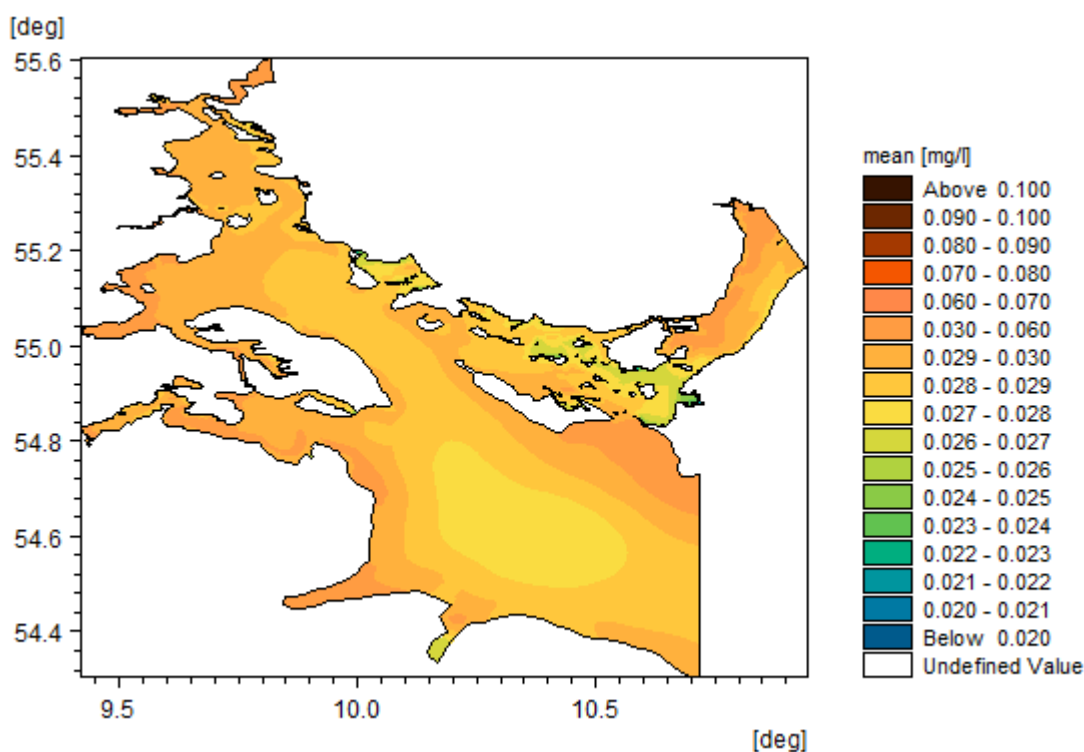 [deg]
55.6
55.4
55.2
55.0
54.8
54.6
54.4
9.5
10.0
10.5
[deg]
mean [mg/l]
Above 0.100
0.090 - 0.100
0.080 - 0.090
0.070 - 0.080
0.060 - 0.070
0.030 - 0.060
0.029 - 0.030
0.028 - 0.029
0.027 - 0.028
0.026 - 0.027
0.025 - 0.026
0.024 - 0.025
0.023 - 0.024
0.022 - 0.023
0.021 - 0.022
0.020 - 0.021
Below 0.020
Undefined Value